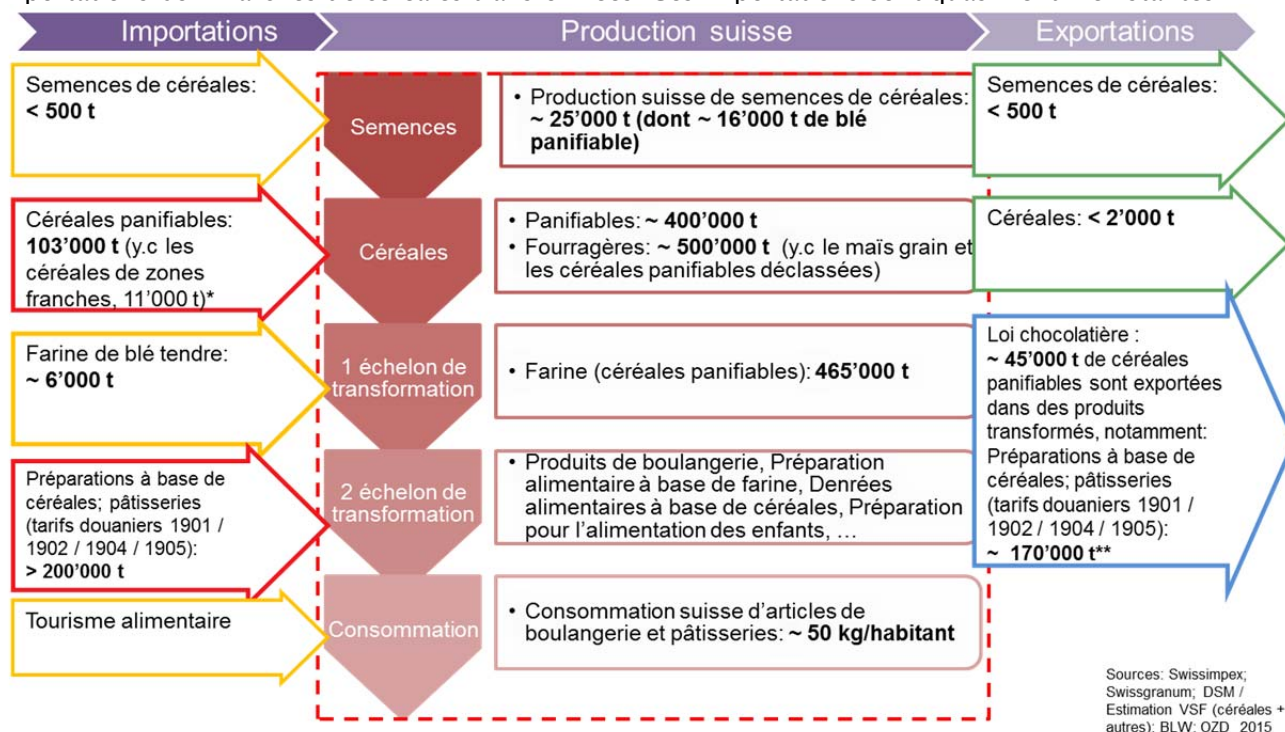 Importations
Production suisse
Exportations
Semences de céréales:
< 500 t
Semences
• Production suisse de semences de céréales:
~ 25’000 t (dont ~ 16’000 t de blé
panifiable)
Semences de céréales:
< 500 t
Céréales panifiables:
103’000 t (y.c les
céréales de zones
franches, 11’000 t)*
Céréales
• Panifiables: ~ 400’000 t
• Fourragères: ~ 500’000 t (y.c le maïs grain et
les céréales panifiables déclassées)
Céréales: < 2’000 t
Farine de blé tendre:
~ 6’000 t
1 échelon de
transformation
• Farine (céréales panifiables): 465’000 t
Loi chocolatière :
~ 45’000 t de céréales
panifiables sont exportées
dans des produits
transformés, notamment:
Préparations à base de
céréales; pâtisseries
(tarifs douaniers 1901 /
1902 / 1904 / 1905):
~ 170’000 t**
Préparations à base de
céréales; pâtisseries
(tarifs douaniers 1901 /
1902 / 1904 / 1905):
> 200’000 t
2 échelon de
transformation
• Produits de boulangerie, Préparation
alimentaire à base de farine, Denrées
alimentaires à base de céréales, Préparation
pour l’alimentation des enfants, …
Tourisme alimentaire
Consommation
• Consommation suisse d’articles de
boulangerie et pâtisseries: ~ 50 kg/habitant
Sources: Swissimpex;
Swissgranum; DSM /
Estimation VSF (céréales +
autres); BLW; OZD 2015